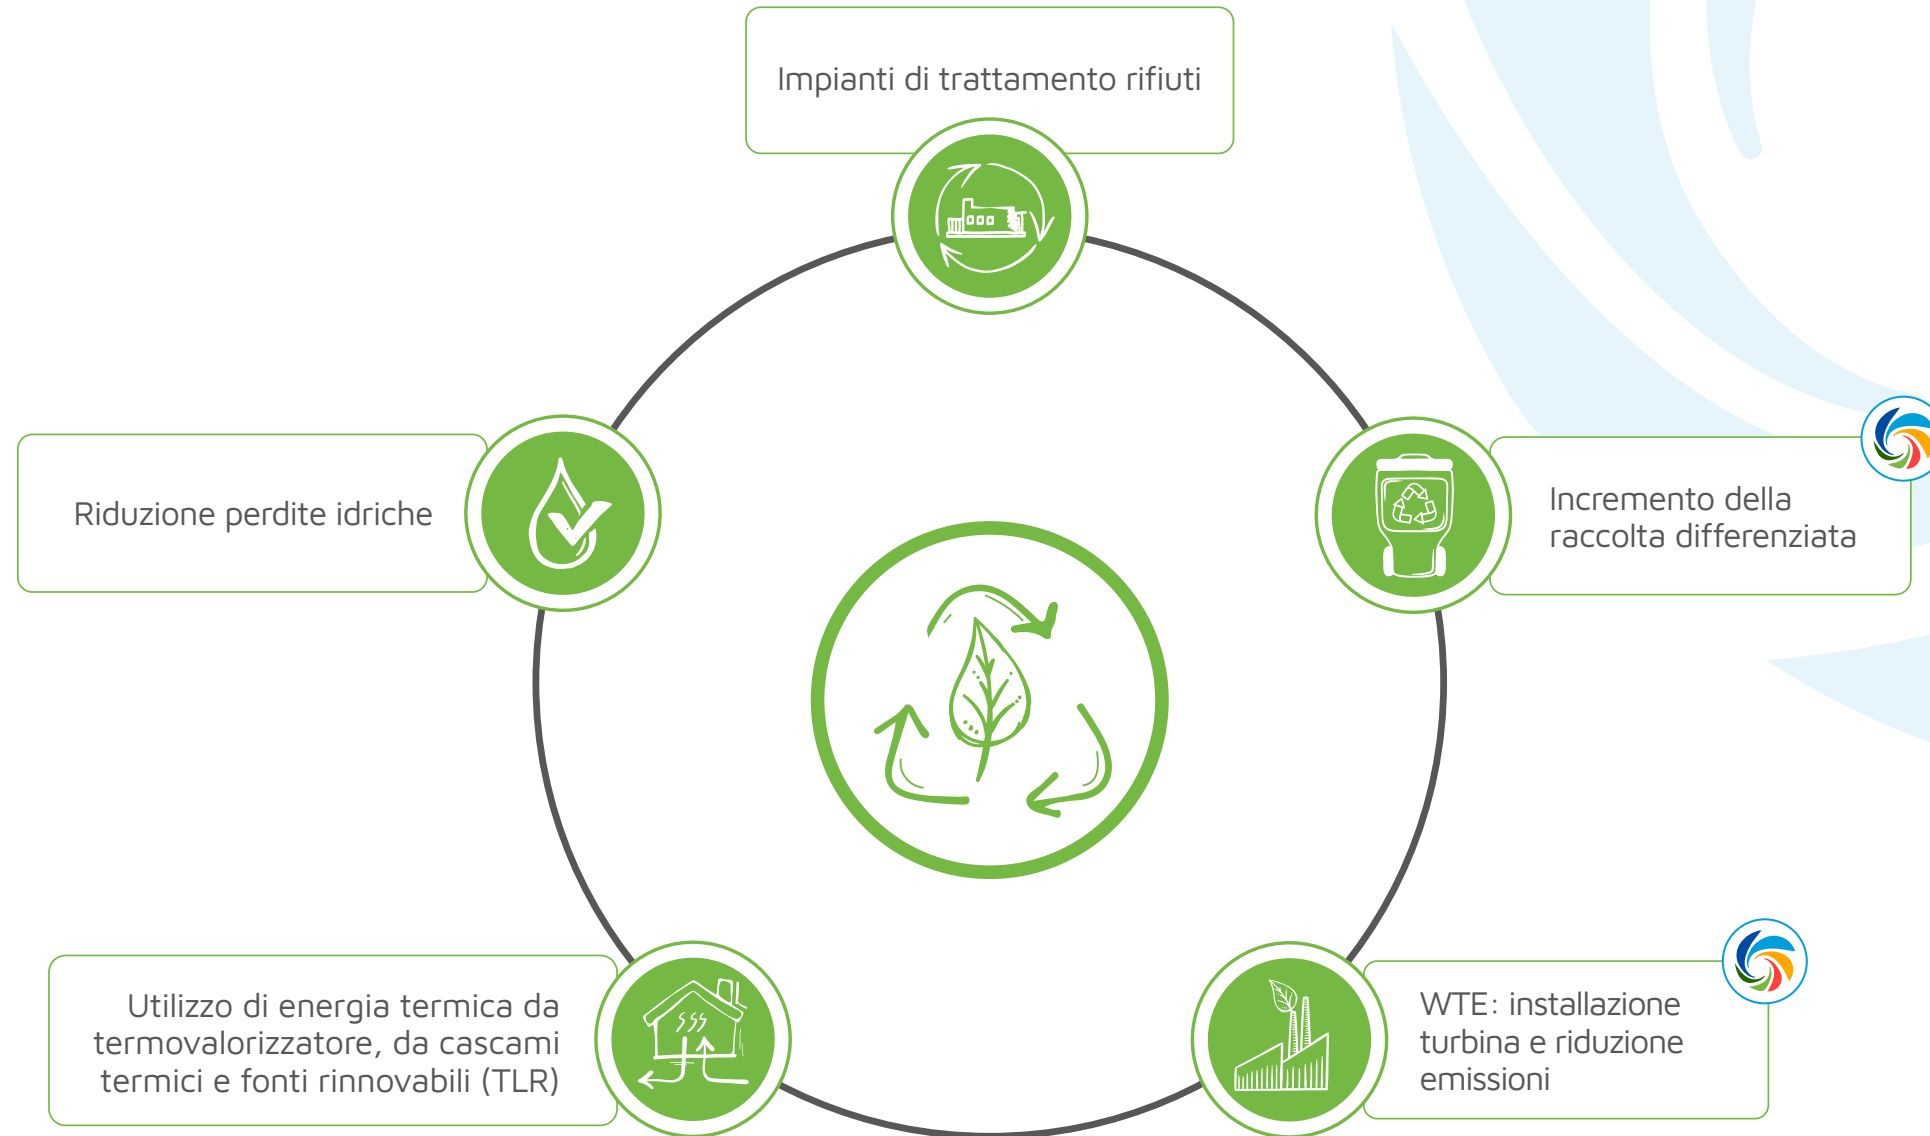 Impianti di trattamento rifiuti
Riduzione perdite idriche
Incremento della
raccolta differenziata
Utilizzo di energia termica da
termovalorizzatore, da cascami
termici e fonti rinnovabili (TLR)
WTE: installazione
turbina e riduzione
emissioni